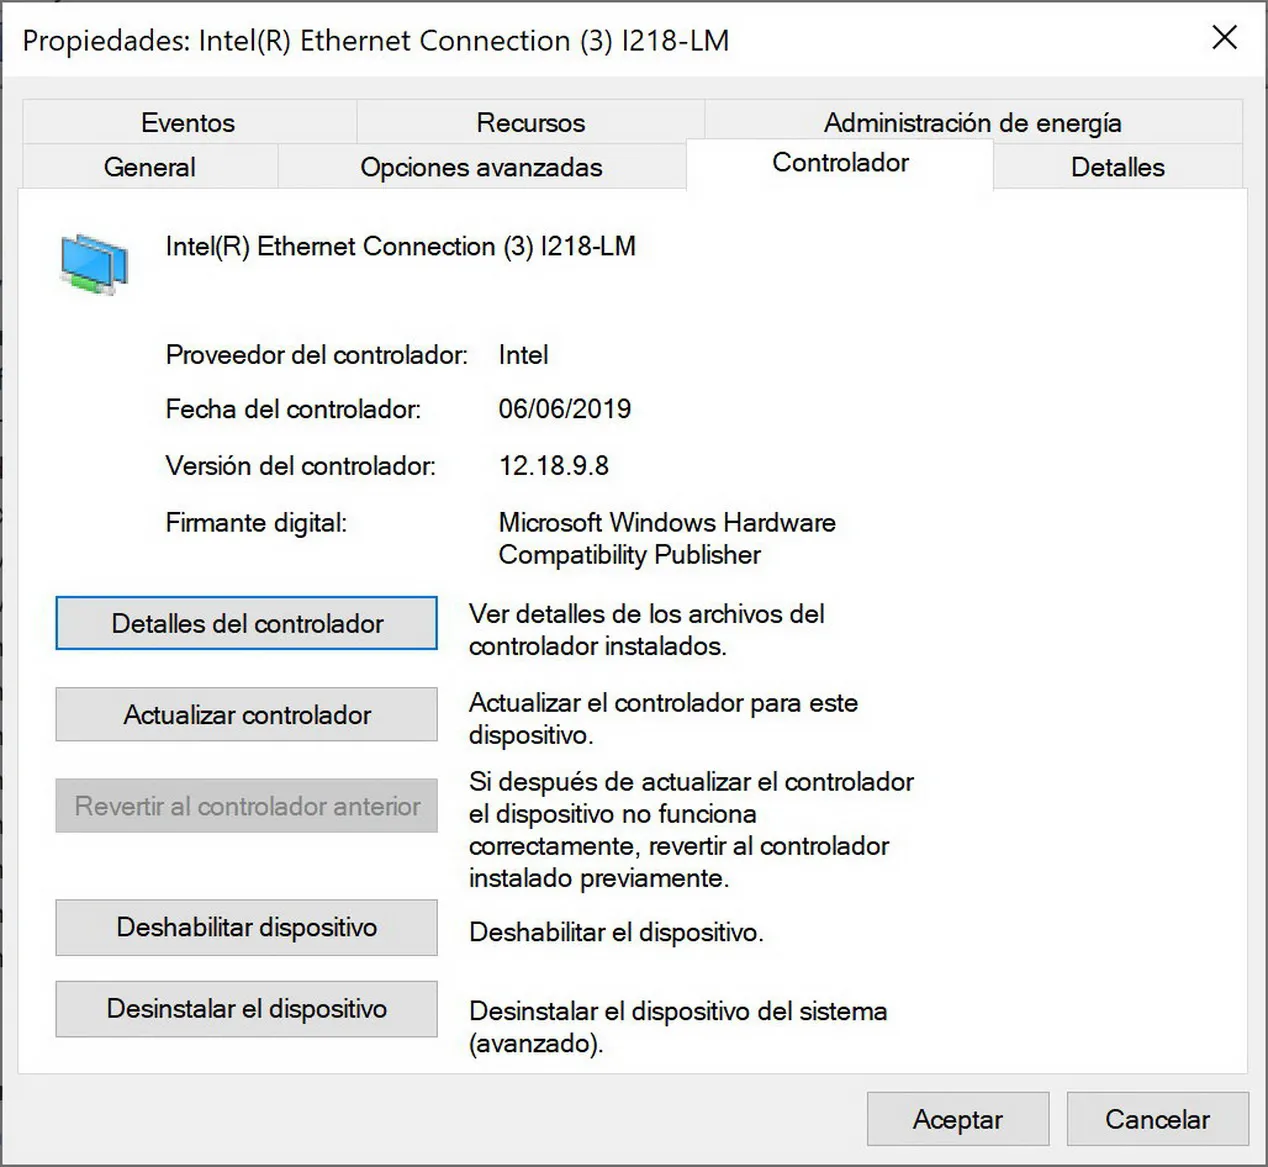 Propiedades: Intel(R) Ethernet Connection (3) I218-LM
Eventos
Recursos
Administración de energía
General
Opciones avanzadas
Controlador
Detalles
Intel(R) Ethernet Connection (3) I218-LM
Proveedor del controlador: Intel
Fecha del controlador: 06/06/2019
Versión del controlador: 12.18.9.8
Firmante digital: Microsoft Windows Hardware
Compatibility Publisher
Detalles del controlador
Ver detalles de los archivos del
controlador instalados.
Actualizar controlador
Actualizar el controlador para este
dispositivo.
Revertir al controlador anterior
Si después de actualizar el controlador
el dispositivo no funciona
correctamente, revertir al controlador
instalado previamente.
Deshabilitar dispositivo
Deshabilitar el dispositivo.
Desinstalar el dispositivo
Desinstalar el dispositivo del sistema
(avanzado).
Aceptar
Cancelar